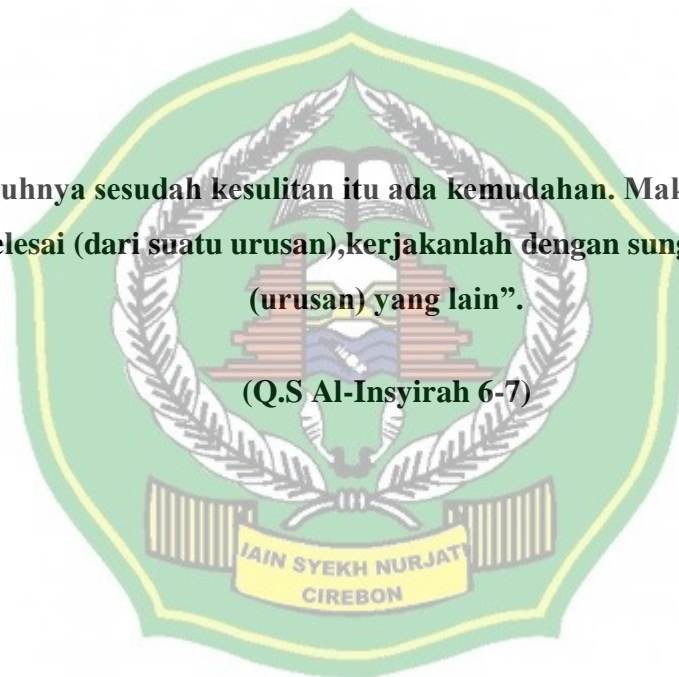 uhnya sesudah kesulitan itu ada kemudahan. Mak
elesai (dari suatu urusan),kerjakanlah dengan sung
(urusan) yang lain”.
(Q.S Al-Insyirah 6-7)
IAIN SYEKH NURJATI
CIREBON